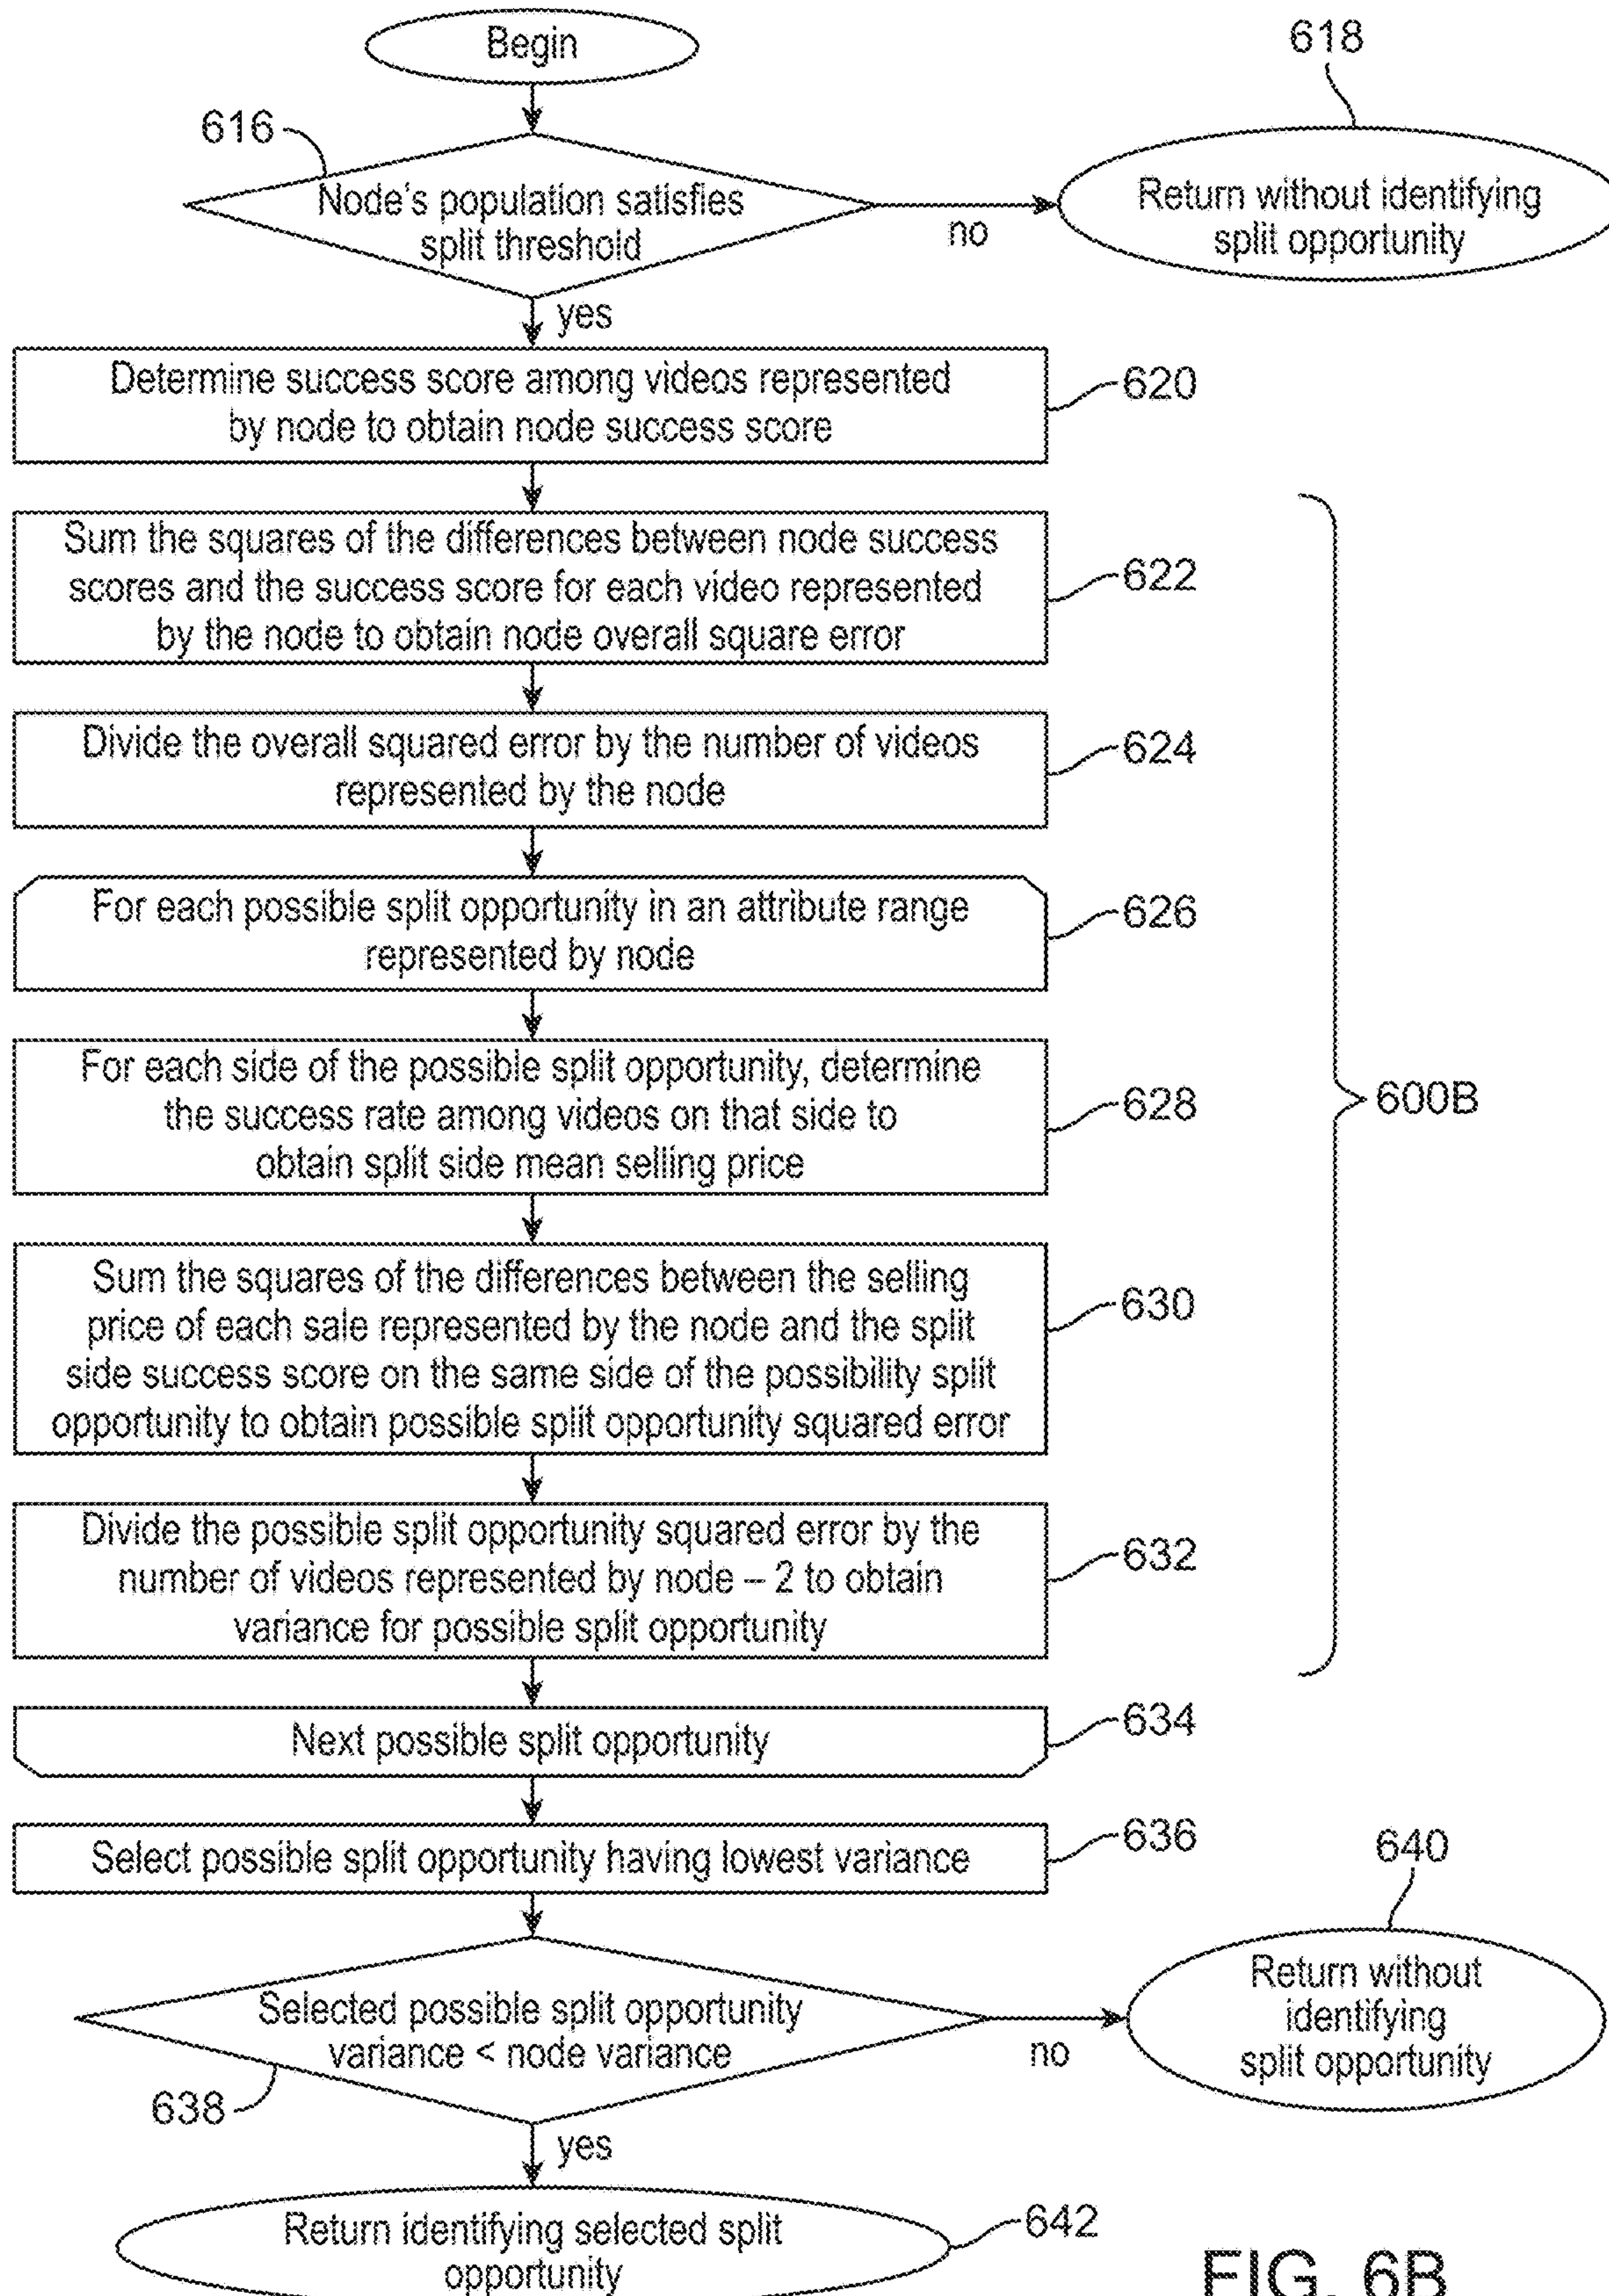 Begin
618
616
Node's population satisfies
split threshold
no
Return without identifying
split opportunity
yes
Determine success score among videos represented
by node to obtain node success score
620
Sum the squares of the differences between node success
scores and the success score for each video represented
by the node to obtain node overall square error
622
Divide the overall squared error by the number of videos
represented by the node
624
For each possible split opportunity in an attribute range
represented by node
626
For each side of the possible split opportunity, determine
the success rate among videos on that side to
obtain split side mean selling price
628
600B
Sum the squares of the differences between the selling
price of each sale represented by the node and the split
side success score on the same side of the possibility split
opportunity to obtain possible split opportunity squared error
630
Divide the possible split opportunity squared error by the
number of videos represented by node – 2 to obtain
variance for possible split opportunity
632
Next possible split opportunity
634
Select possible split opportunity having lowest variance
636
640
Selected possible split opportunity
variance < node variance
638
no
Return without
identifying
split opportunity
yes
Return identifying selected split
opportunity
642
FIG. 6B